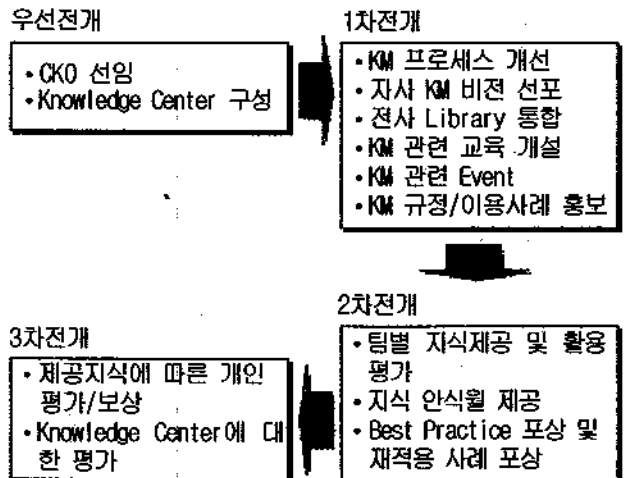 우선전개
• CKO 선임
• Knowledge Center 구성
1차전개
• KM 프로세스 개선
• 자사 KM 비전 선포
• 전사 Library 통합
• KM 관련 교육 개설
• KM 관련 Event
• KM 규정/이용사례 홍보
2차전개
• 팀별 지식제공 및 활용
평가
• 지식 안식월 제공
• Best Practice 포상 및
재적용 사례 포상
3차전개
• 제공지식에 따른 개인
평가/보상
• Knowledge Center에 대
한 평가